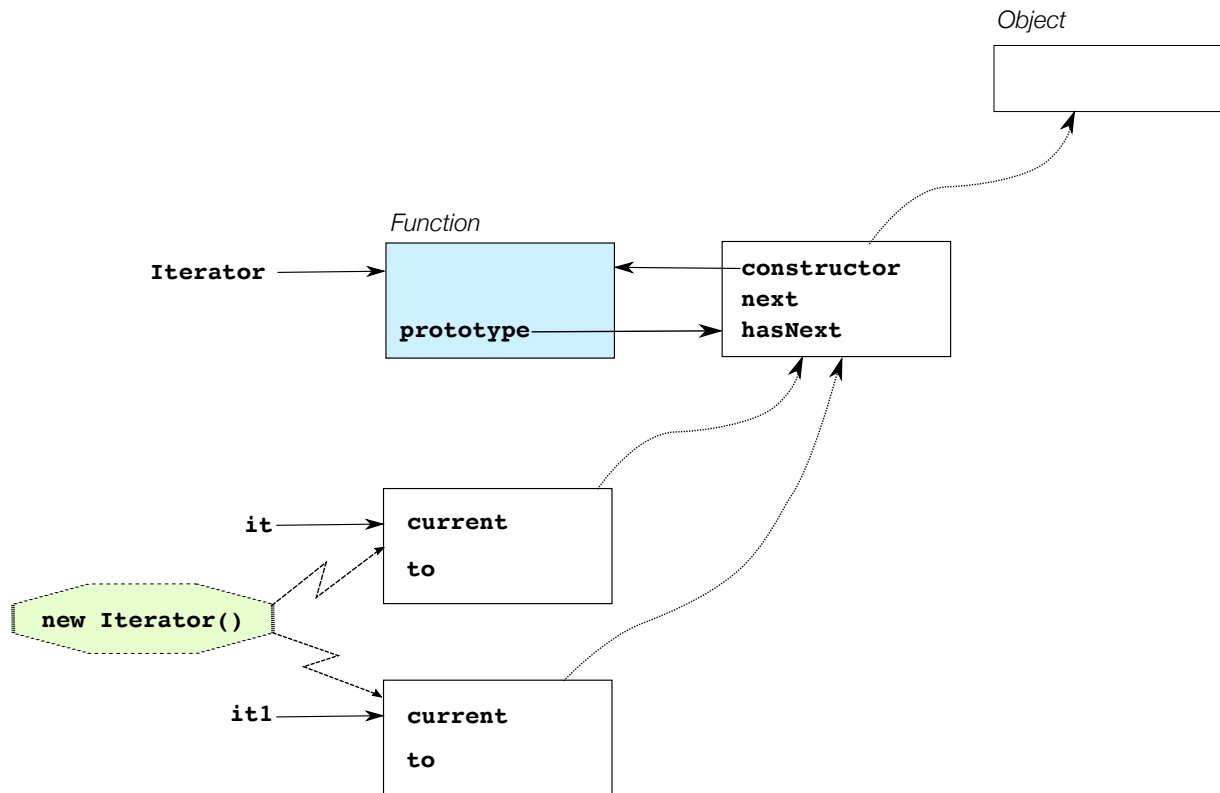 Object
Function
Iterator
constructor
next
prototype
hasNext
it
current
to
new Iterator()
it1
current
to